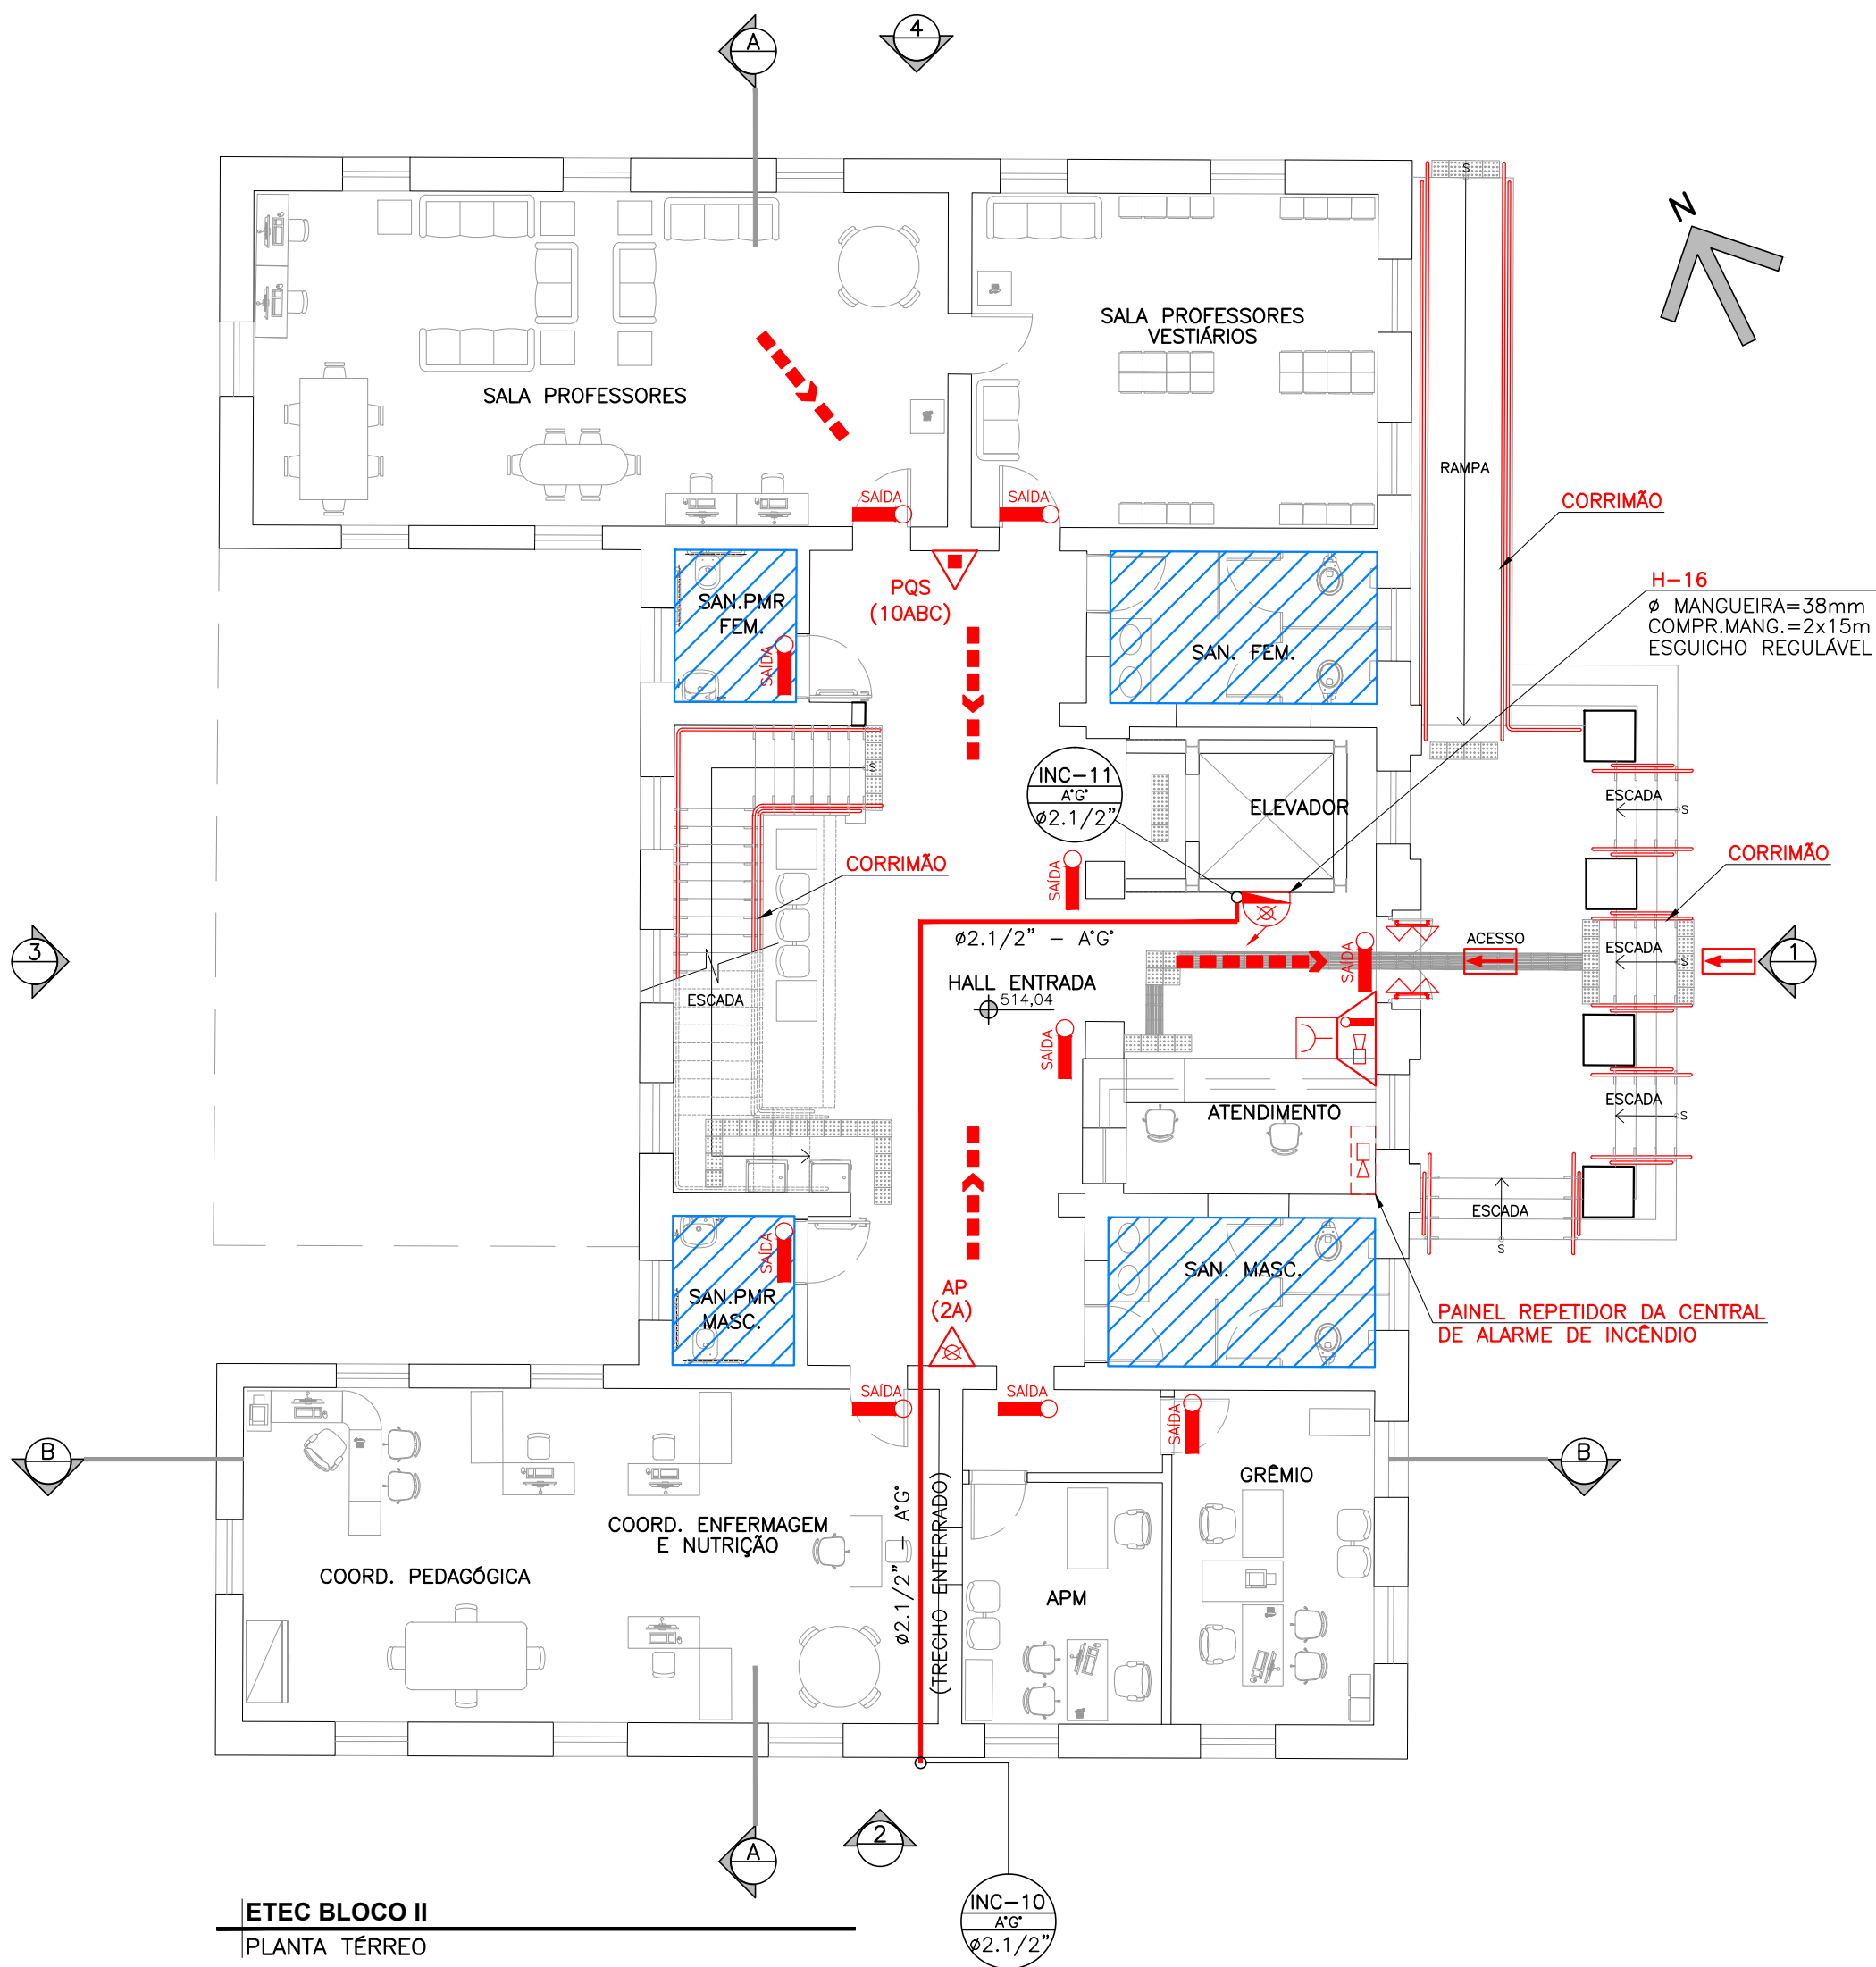 A
4
N
SALA PROFESSORES
VESTIÁRIOS
SALA PROFESSORES
S
RAMPA
CORRIMÃO
SAÍDA
SAÍDA
PQS
(10ABC)
H-16
ø MANGUEIRA=38mm
COMPR.MANG.=2x15m
ESGUICHO REGULÁVEL
SAN.PMR
FEM.
SAÍDA
SAN. FEM.
S
INC-11
A°G°
ø2.1/2"
ELEVADOR
ESCADA
S
CORRIMÃO
SAÍDA
CORRIMÃO
ø2.1/2" - A°G°
SAÍDA
ACESSO
ESCADA
S
1
3
HALL ENTRADA
514,04
ESCADA
SAÍDA
ATENDIMENTO
ESCADA
S
ESCADA
S
SAÍDA
SAN.PMR
MASC.
AP
(2A)
SAN. MASC.
PAINEL REPETIDOR DA CENTRAL
DE ALARME DE INCÊNDIO
SAÍDA
SAÍDA
SAÍDA
B
B
GRÊMIO
COORD. ENFERMAGEM
E NUTRIÇÃO
COORD. PEDAGÓGICA
ø2.1/2" - A°G°
(TRECHO ENTERRADO)
APM
A
2
INC-10
A°G°
ø2.1/2"
ETEC BLOCO II
PLANTA TÉRREO